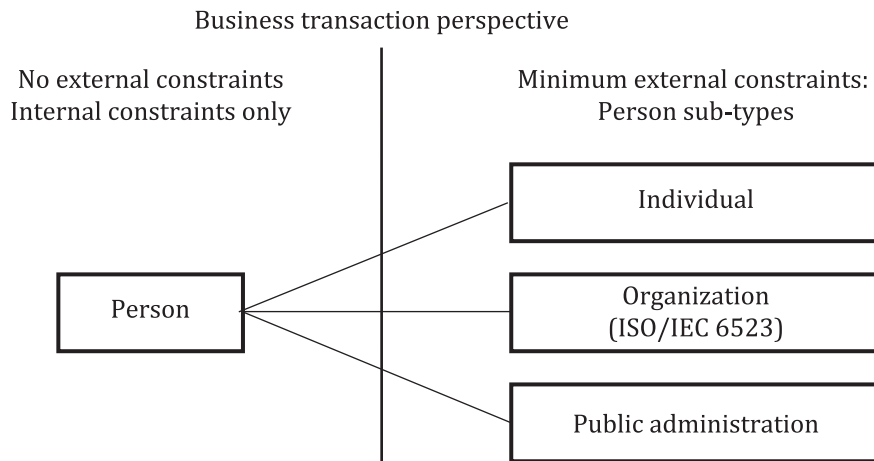 Business transaction perspective
No external constraints
Internal constraints only
Minimum external constraints:
Person sub-types
Individual
Person
Organization
(ISO/IEC 6523)
Public administration